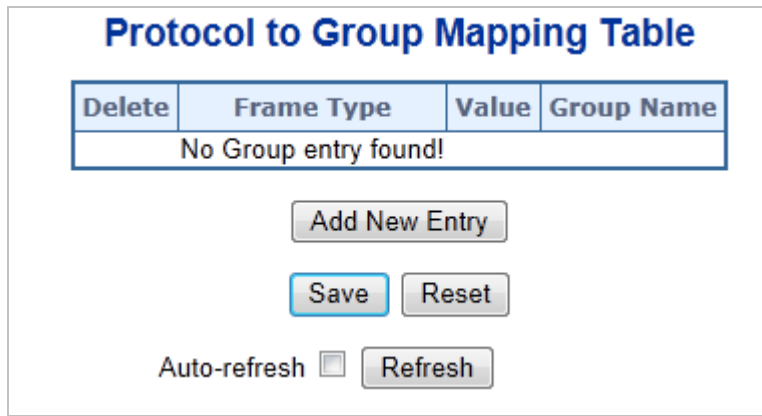 Protocol to Group Mapping Table
Delete Frame Type Value Group Name
No Group entry found!
Add New Entry
Save Reset
Auto-refresh Refresh